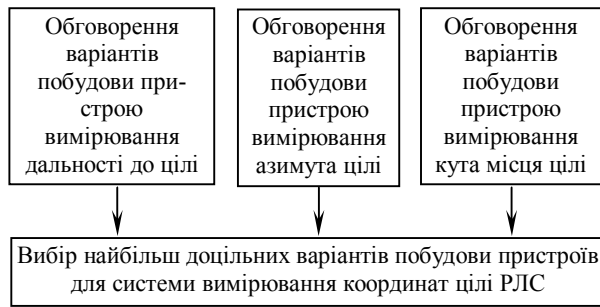 Обговорення
варіантів
побудови при-
строю
вимірювання
дальності до цілі
Обговорення
варіантів
побудови
пристрою
вимірювання
азимута цілі
Обговорення
варіантів
побудови
пристрою
вимірювання
кута місця цілі
Вибір найбільш доцільних варіантів побудови пристроїв
для системи вимірювання координат цілі РЛС